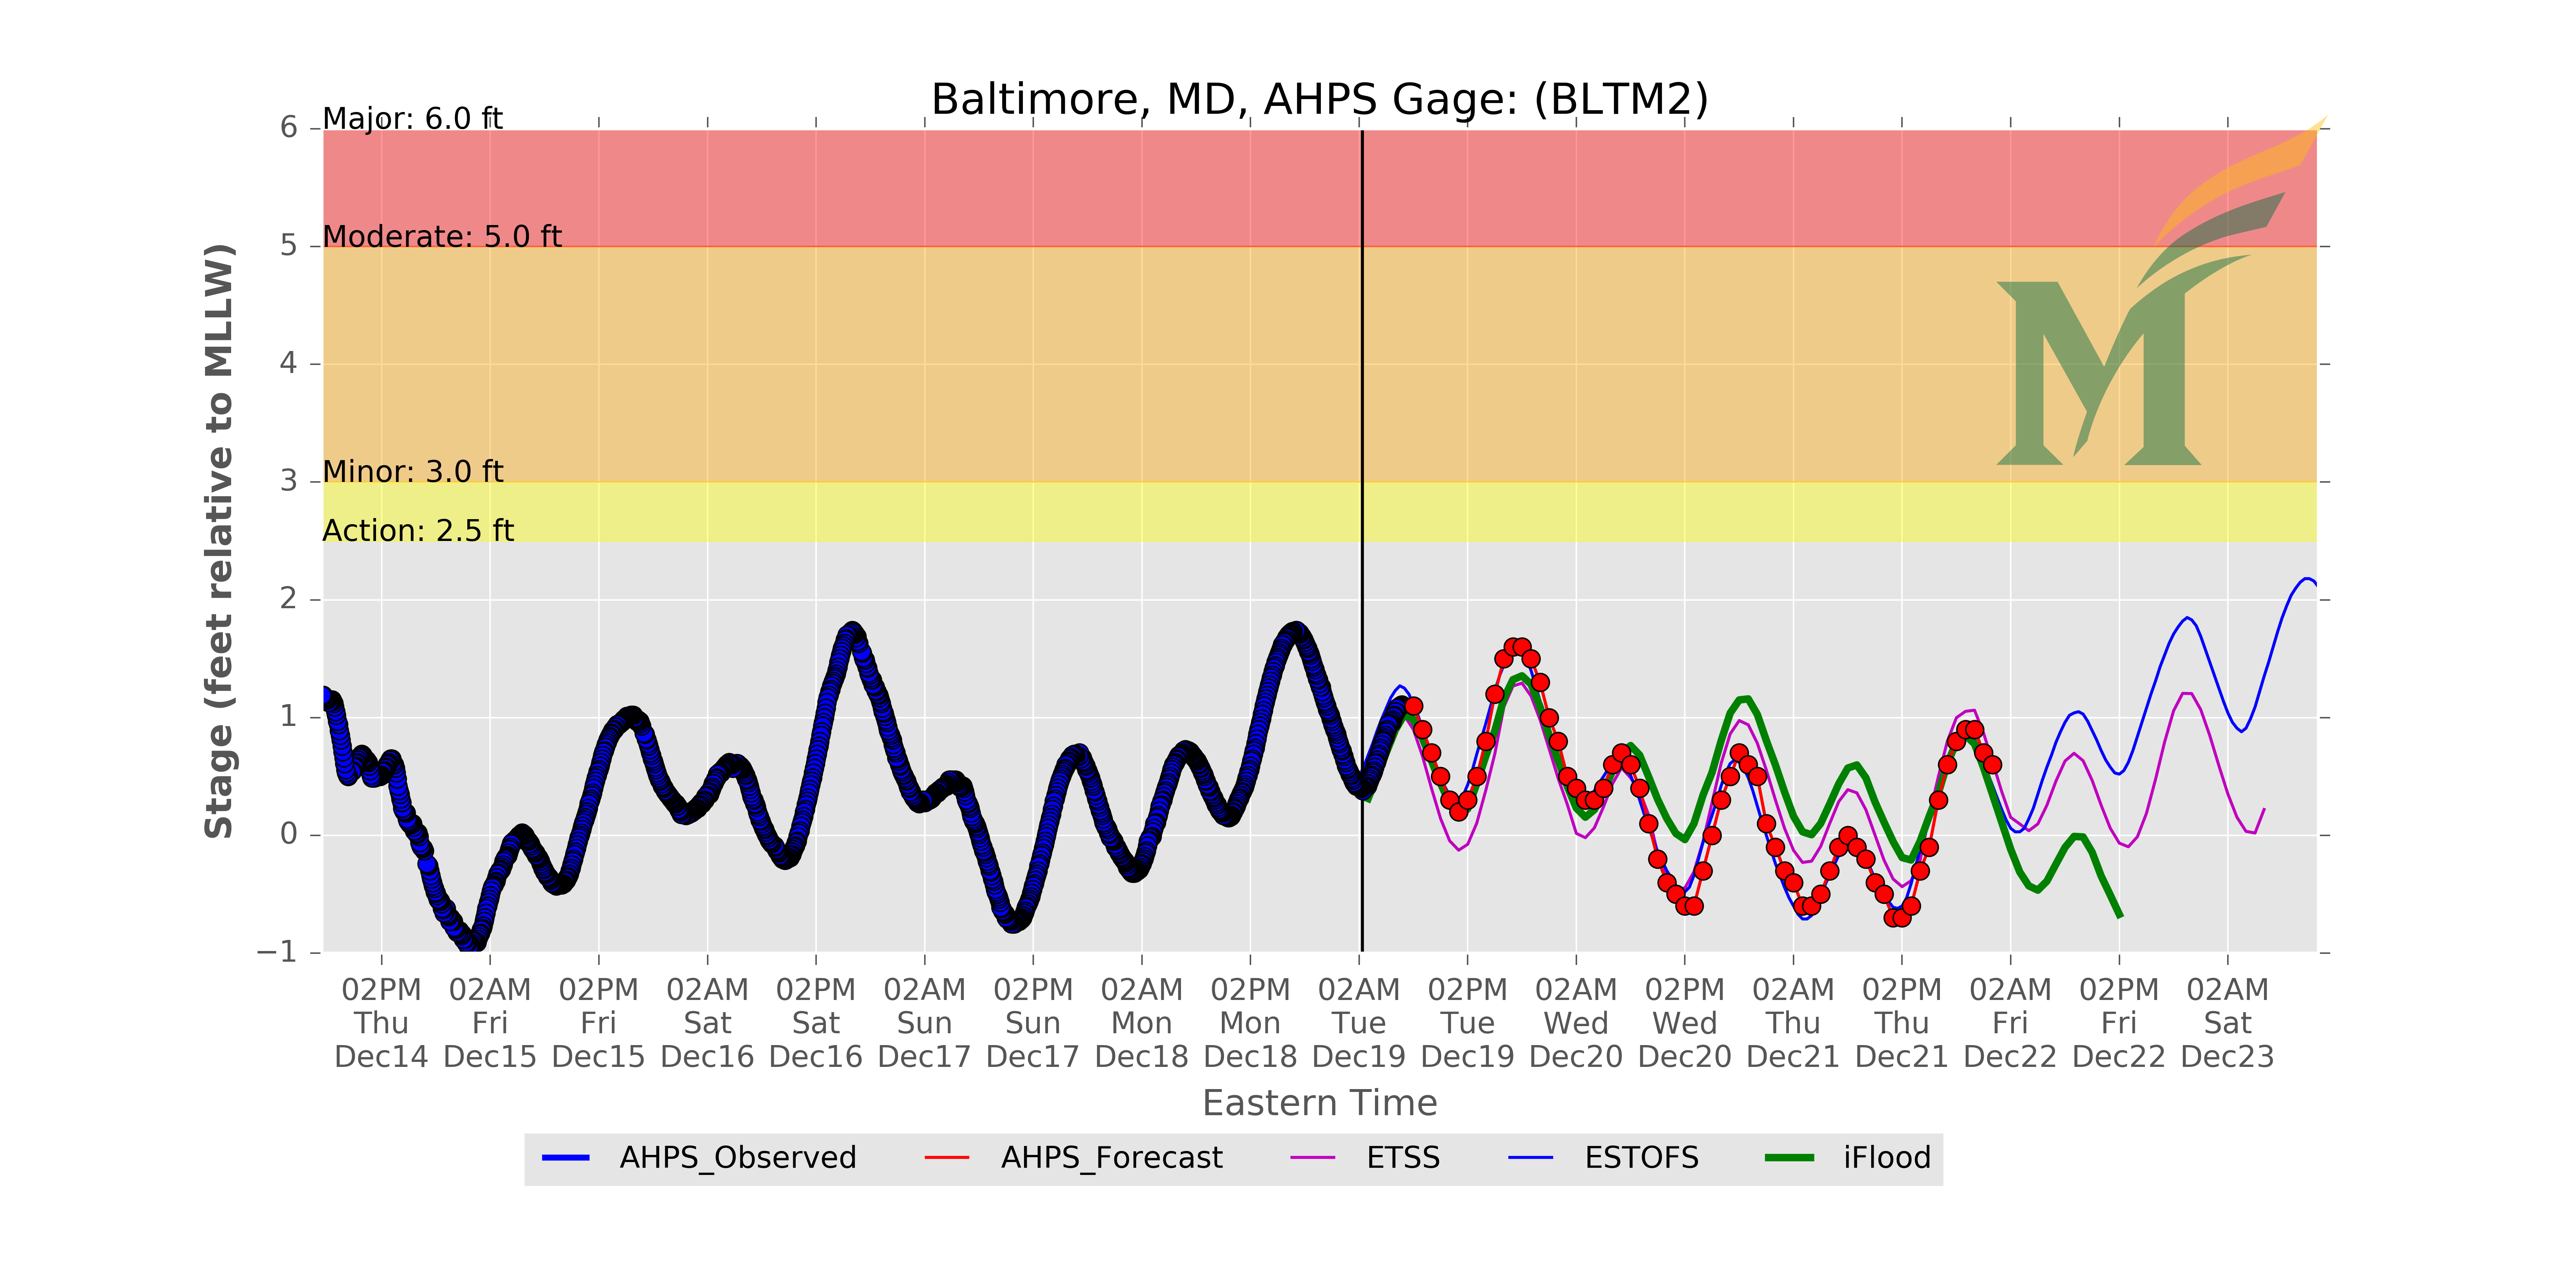 Baltimore, MD, AHPS Gage: (BLTM2)
Major: 6.0 ft
Moderate: 5.0 ft
Minor: 3.0 ft
Action: 2.5 ft
6
5
4
3
2
1
0
−1
Stage (feet relative to MLLW)
02PM 02AM 02PM 02AM 02PM 02AM 02PM 02AM 02PM 02AM 02PM 02AM 02PM 02AM 02PM 02AM 02PM 02AM
Thu Fri Fri Sat Sat Sun Sun Mon Mon Tue Tue Wed Wed Thu Thu Fri Fri Sat
Dec14 Dec15 Dec15 Dec16 Dec16 Dec17 Dec17 Dec18 Dec18 Dec19 Dec19 Dec20 Dec20 Dec21 Dec21 Dec22 Dec22 Dec23
Eastern Time
AHPS_Observed AHPS_Forecast ETSS ESTOFS iFlood
M